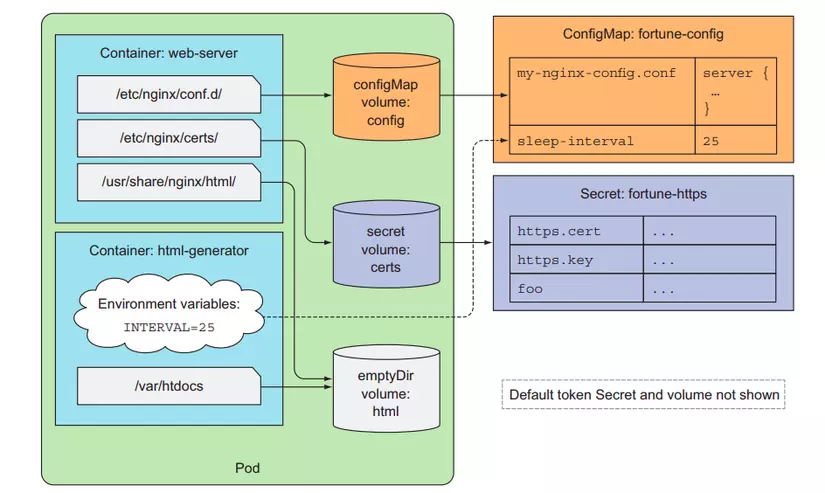 Container: web-server
/etc/nginx/conf.d/
/etc/nginx/certs/
/usr/share/nginx/html/
Container: html-generator
Environment variables:
INTERVAL=25
/var/htdocs
configMap
volume:
config
secret
volume:
certs
emptyDir
volume:
html
Pod
ConfigMap: fortune-config
my-nginx-config.conf
server {
…
}
sleep-interval
25
Secret: fortune-https
https.cert
...
https.key
...
foo
...
Default token Secret and volume not shown